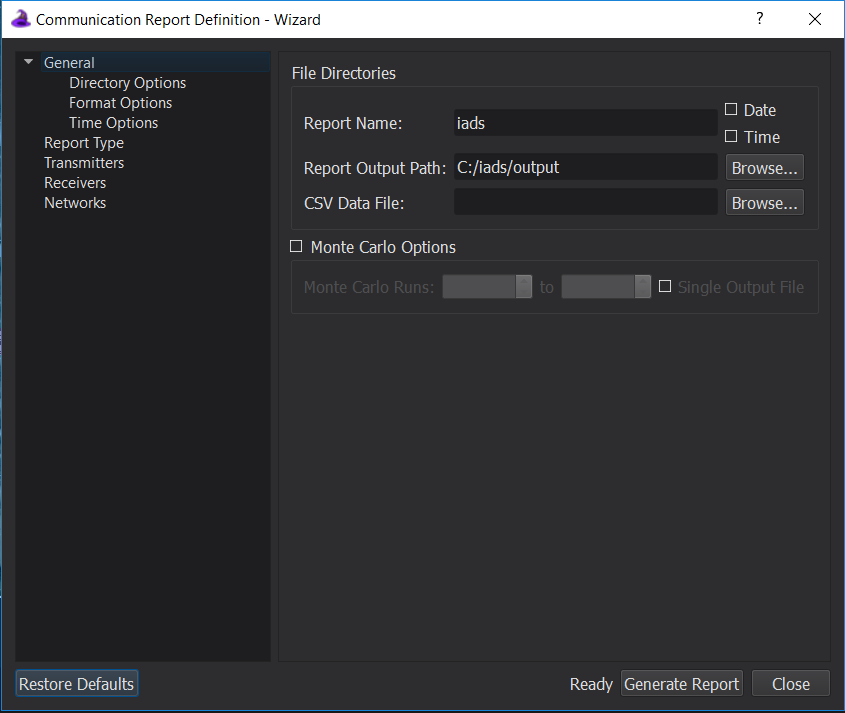 Communication Report Definition - Wizard
?
General
Directory Options
Format Options
Time Options
Report Type
Transmitters
Receivers
Networks
File Directories
Report Name: iads Date
Time
Report Output Path: C:/iads/output Browse...
CSV Data File: Browse...
Monte Carlo Options
Monte Carlo Runs: to Single Output File
Restore Defaults
Ready Generate Report Close